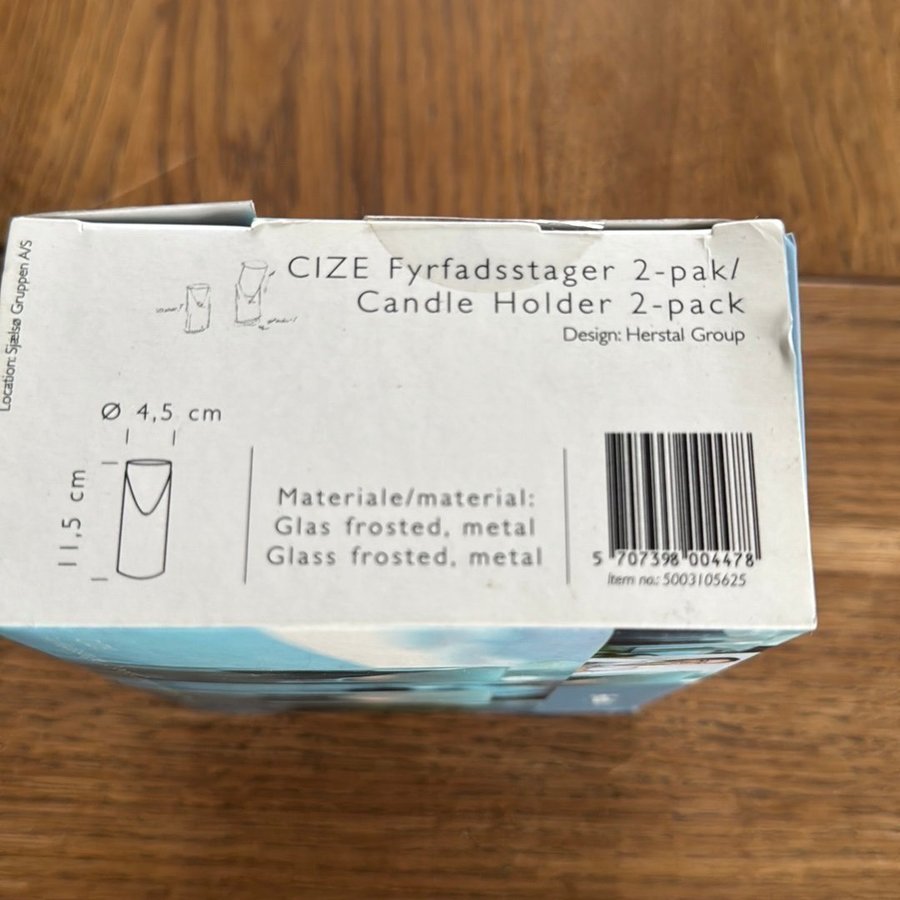 CIZE Fyrfadsstager 2-pak/
Candle Holder 2-pack
Design: Herstal Group
Location: Sjælsø Gruppen A/S
Ø 4,5 cm
11,5 cm
Materiale/material:
Glas frosted, metal
Glass frosted, metal
5 707398 004478
Item no.: 5003105625